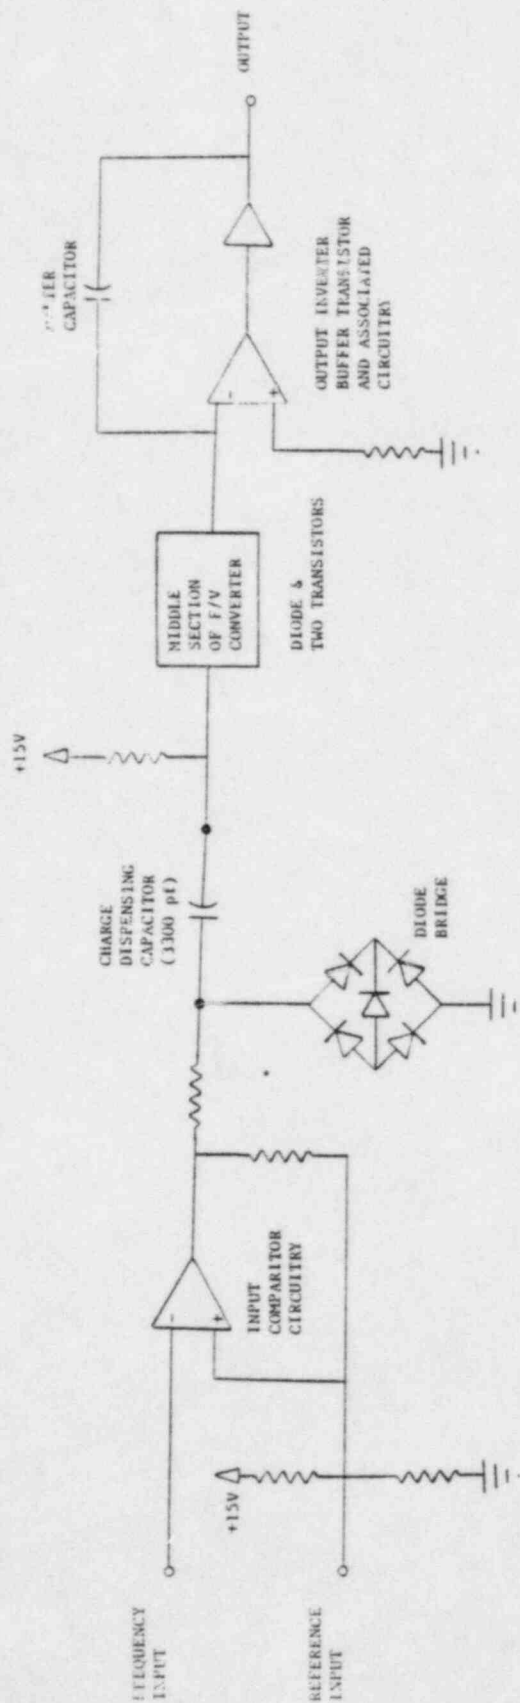 INPUT
REFERENCE
INPUT
+15V
INPUT
COMPARITOR
CIRCUITRY
-
+
CHARGE
DISPENSING
CAPACITOR
(3300 pf)
DIODE
BRIDGE
+15V
MIDDLE
SECTION
OF F/V
CONVERTER
DIODE &
TWO TRANSISTORS
CAPACITOR
-
+
OUTPUT INVERTER
BUFFER TRANSISTOR
AND ASSOCIATED
CIRCUITRY
OUTPUT